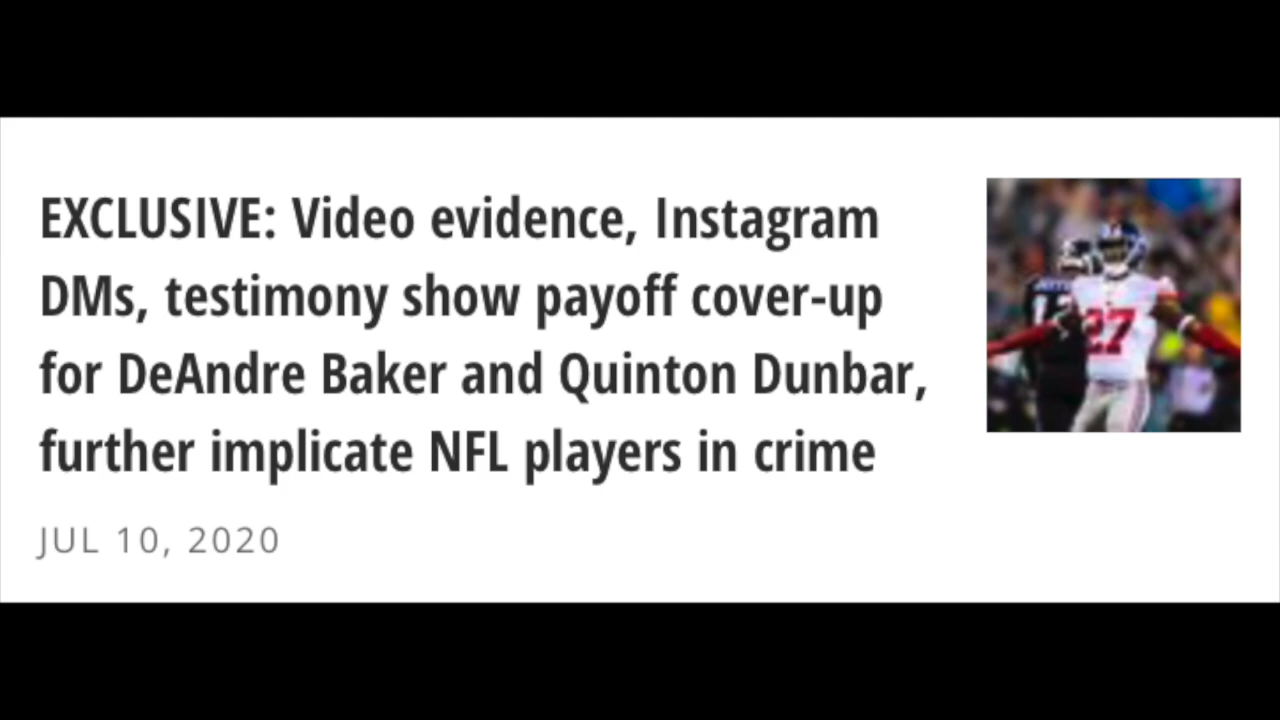 EXCLUSIVE: Video evidence, Instagram
DMs, testimony show payoff cover-up
for DeAndre Baker and Quinton Dunbar,
further implicate NFL players in crime
JUL 10, 2020
27